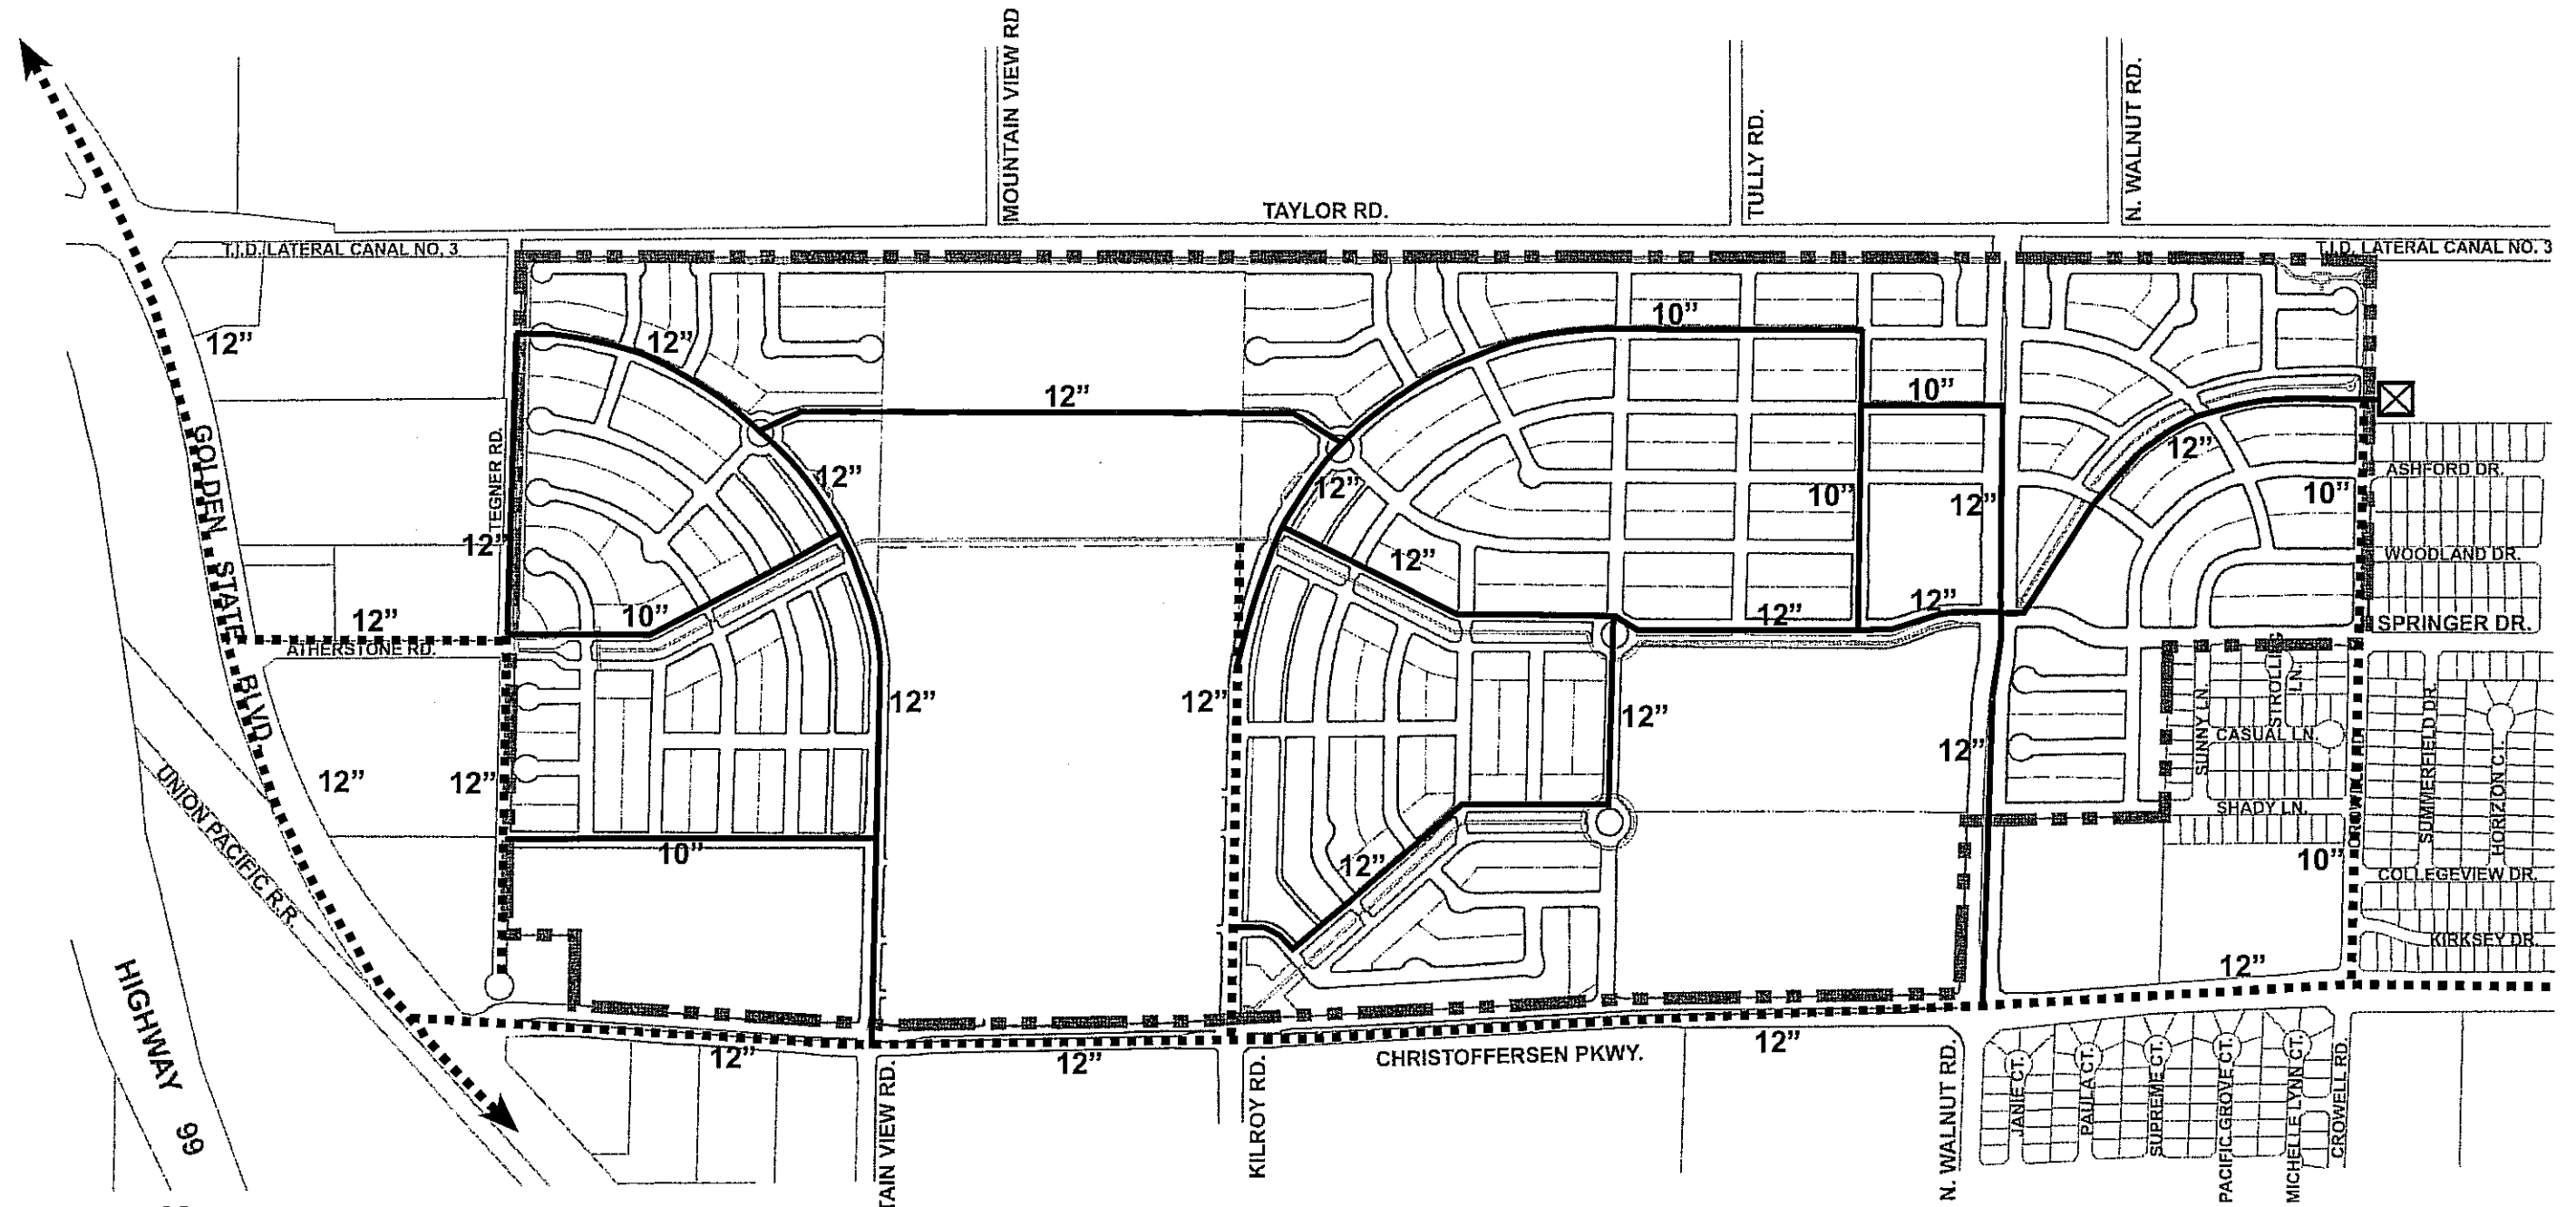 MOUNTAIN VIEW RD
TULLY RD.
N. WALNUT RD.
TAYLOR RD.
T.I.D. LATERAL CANAL NO. 3
T.I.D. LATERAL CANAL NO. 3
12”
12”
10”
12”
10”
GOLDEN STATE BLVD.
TEGNER RD.
12”
12”
12”
10”
12”
10”
ASHFORD DR.
12”
12”
WOODLAND DR.
12”
10”
12”
12”
SPRINGER DR.
ATHERSTONE RD.
12”
12”
12”
12”
SUNNY LN.
STROLLING LN.
CASUAL LN.
SUMMERFIELD DR.
HORIZION CT.
12”
12”
UNION PACIFIC R.R.
SHADY LN.
10”
12”
10”
COLLEGEVIEW DR.
KIRKSEY DR.
HIGHWAY 99
12”
12”
12”
12”
CHRISTOFFERSEN PKWY.
TAIN VIEW RD.
KILROY RD.
N. WALNUT RD.
JANIE CT.
PAULA CT.
SUPREME CT.
PACIFIC GROVE CT.
MICHELLE LYNN CT.
CROWELL RD.